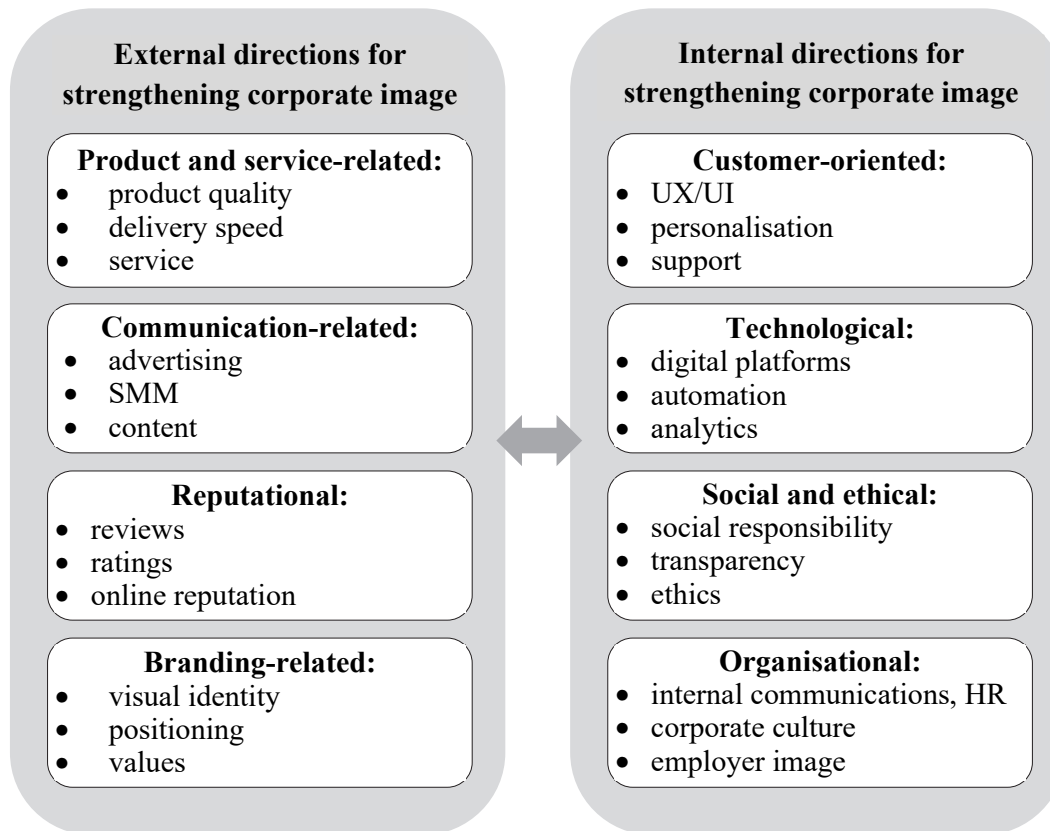 External directions for
strengthening corporate image
Product and service-related:
• product quality
• delivery speed
• service
Communication-related:
• advertising
• SMM
• content
Reputational:
• reviews
• ratings
• online reputation
Branding-related:
• visual identity
• positioning
• values
Internal directions for
strengthening corporate image
Customer-oriented:
• UX/UI
• personalisation
• support
Technological:
• digital platforms
• automation
• analytics
Social and ethical:
• social responsibility
• transparency
• ethics
Organisational:
• internal communications, HR
• corporate culture
• employer image